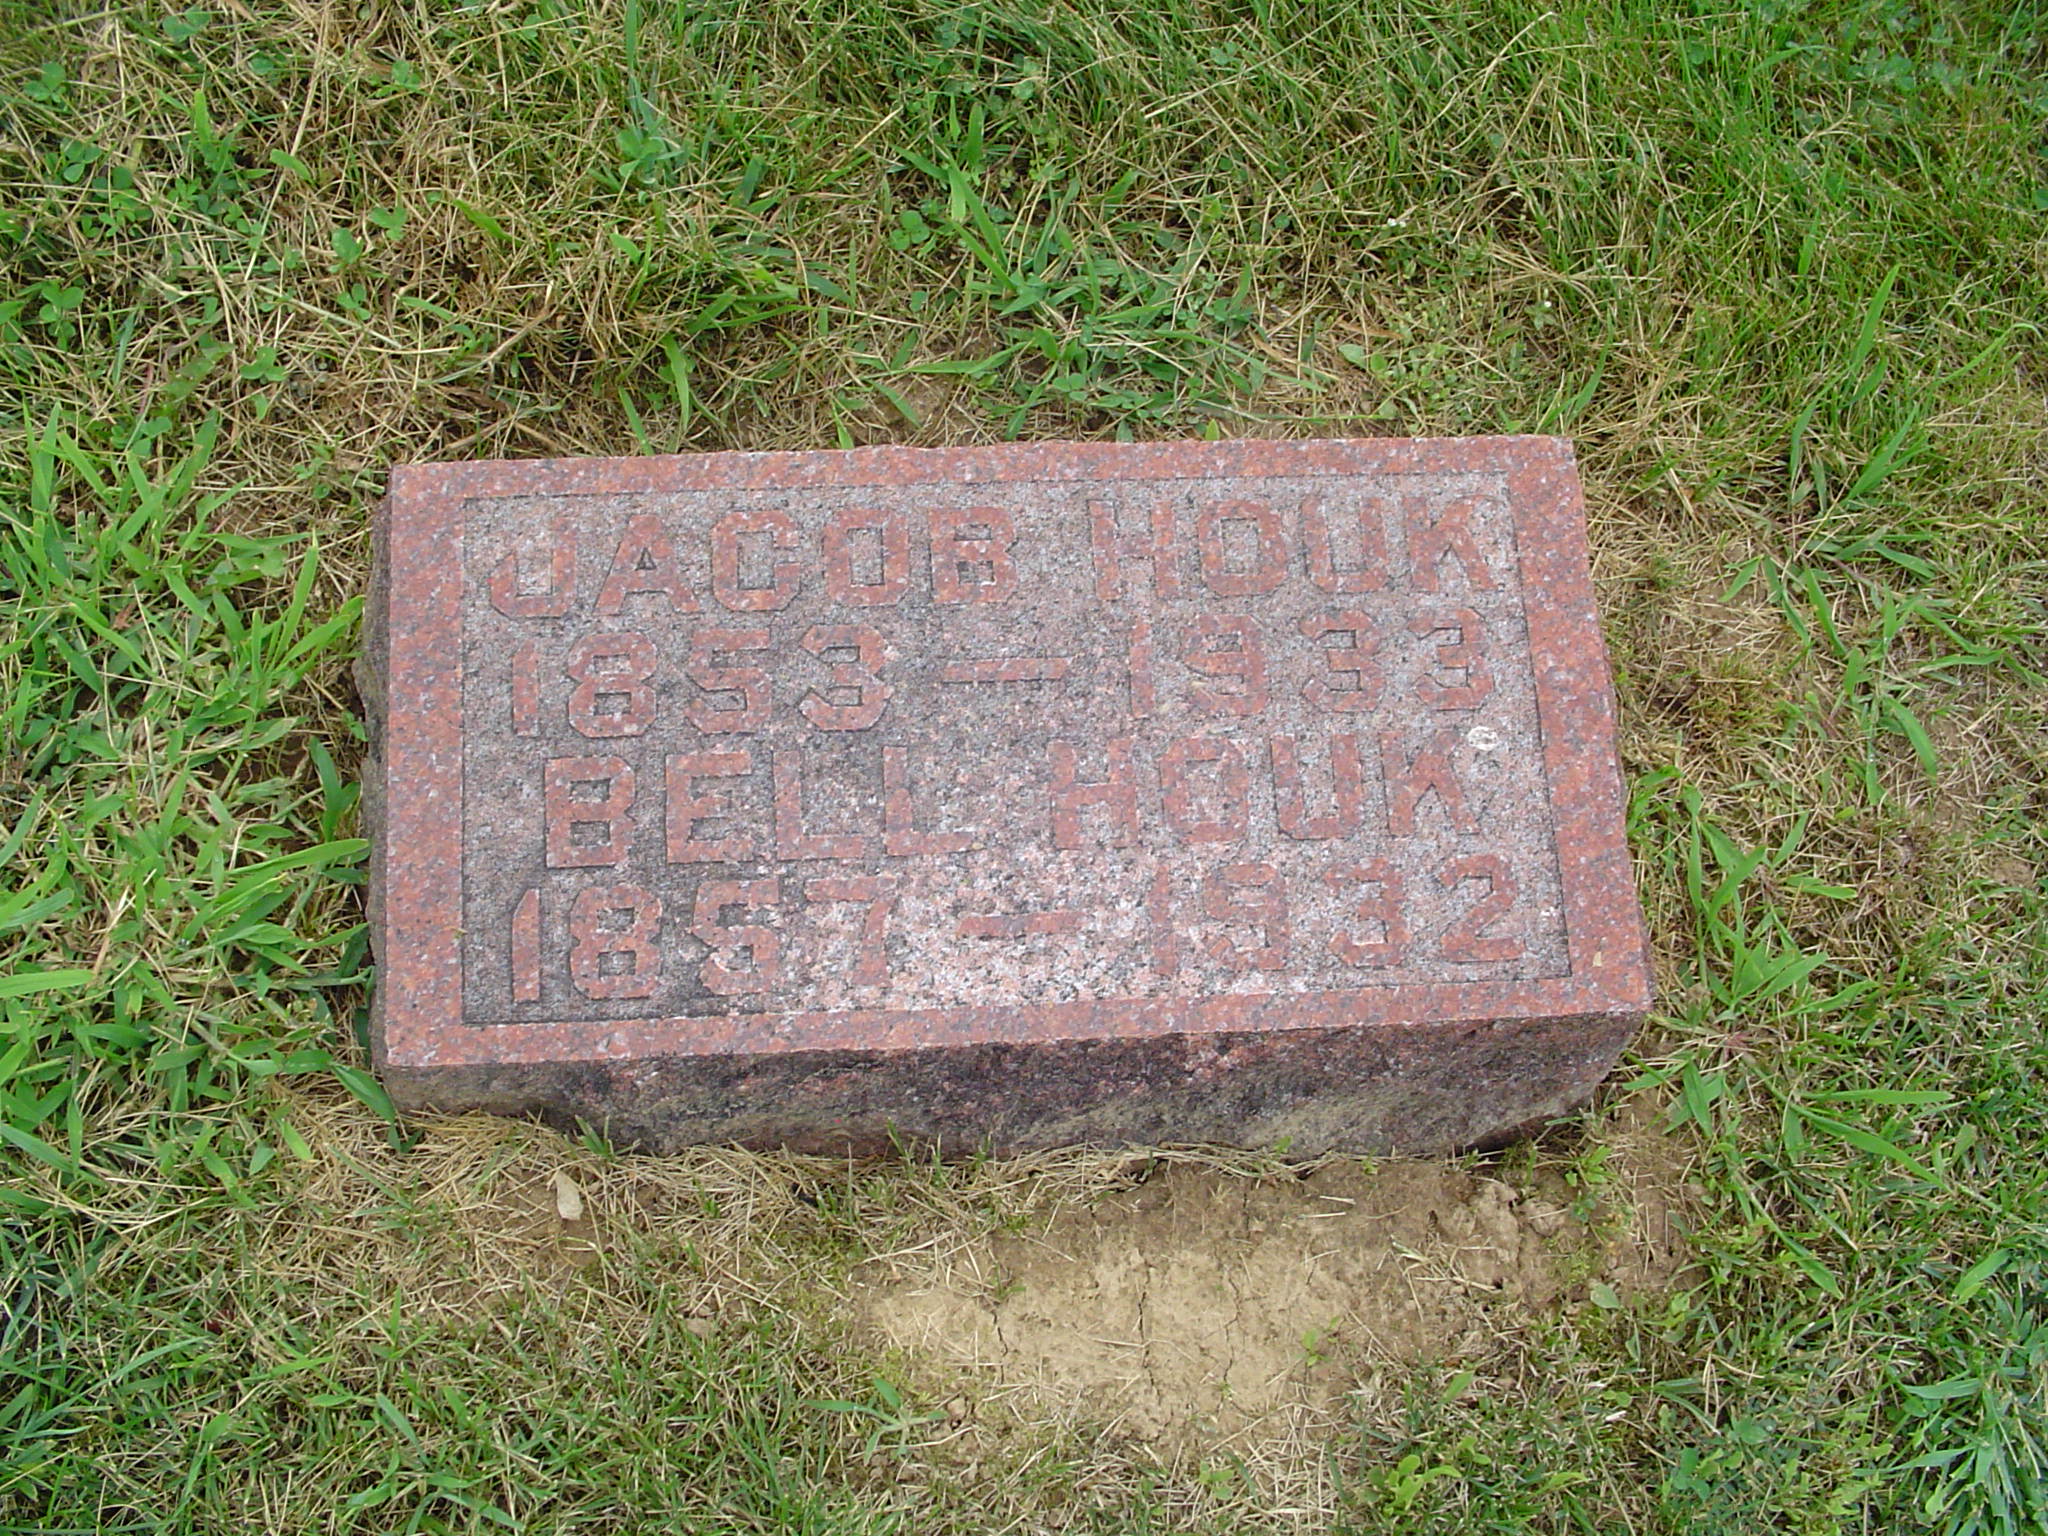 JACOB HOUK
1853 — 1933
BELL HOUK
1857 — 1932